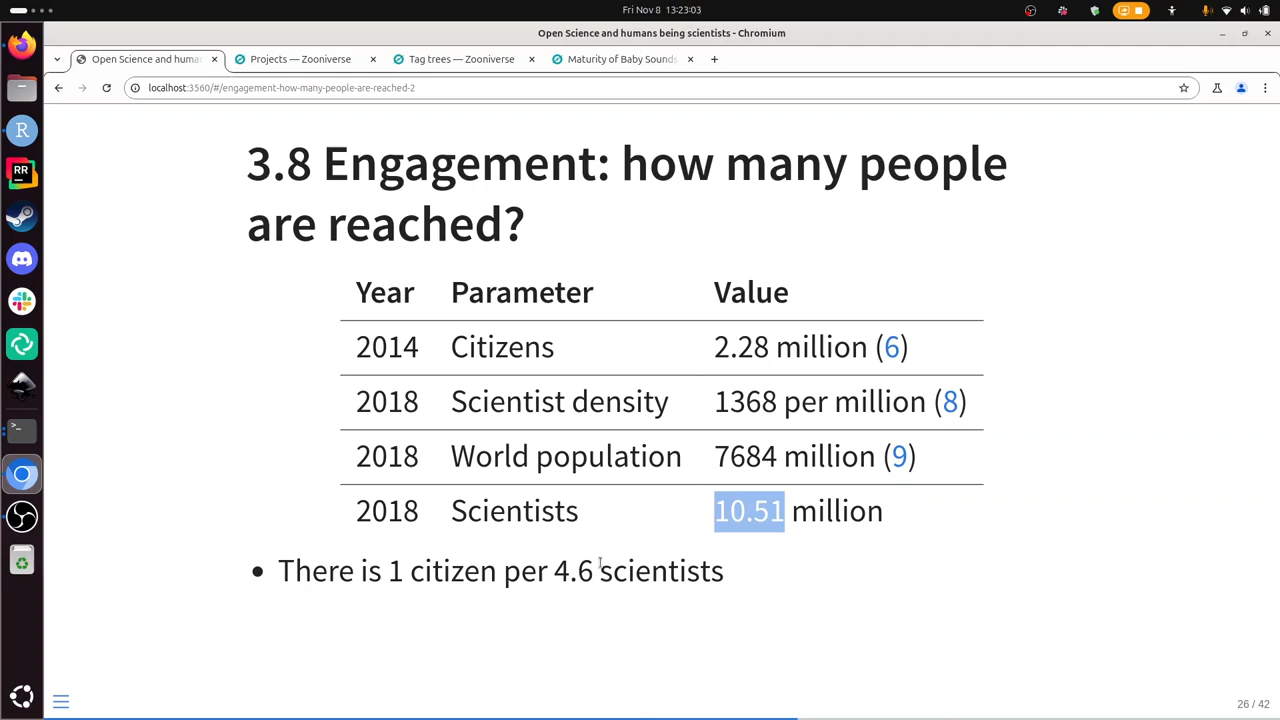 Fri Nov 8 13:23:03
Open Science and humans being scientists - Chromium
Open Science and huma
Projects — Zooniverse
Tag trees — Zooniverse
Maturity of Baby Sounds
localhost:3560/#/engagement-how-many-people-are-reached-2
3.8 Engagement: how many people
are reached?
Year Parameter Value
2014 Citizens 2.28 million (6)
2018 Scientist density 1368 per million (8)
2018 World population 7684 million (9)
2018 Scientists 10.51 million
• There is 1 citizen per 4.6 scientists
26 / 42